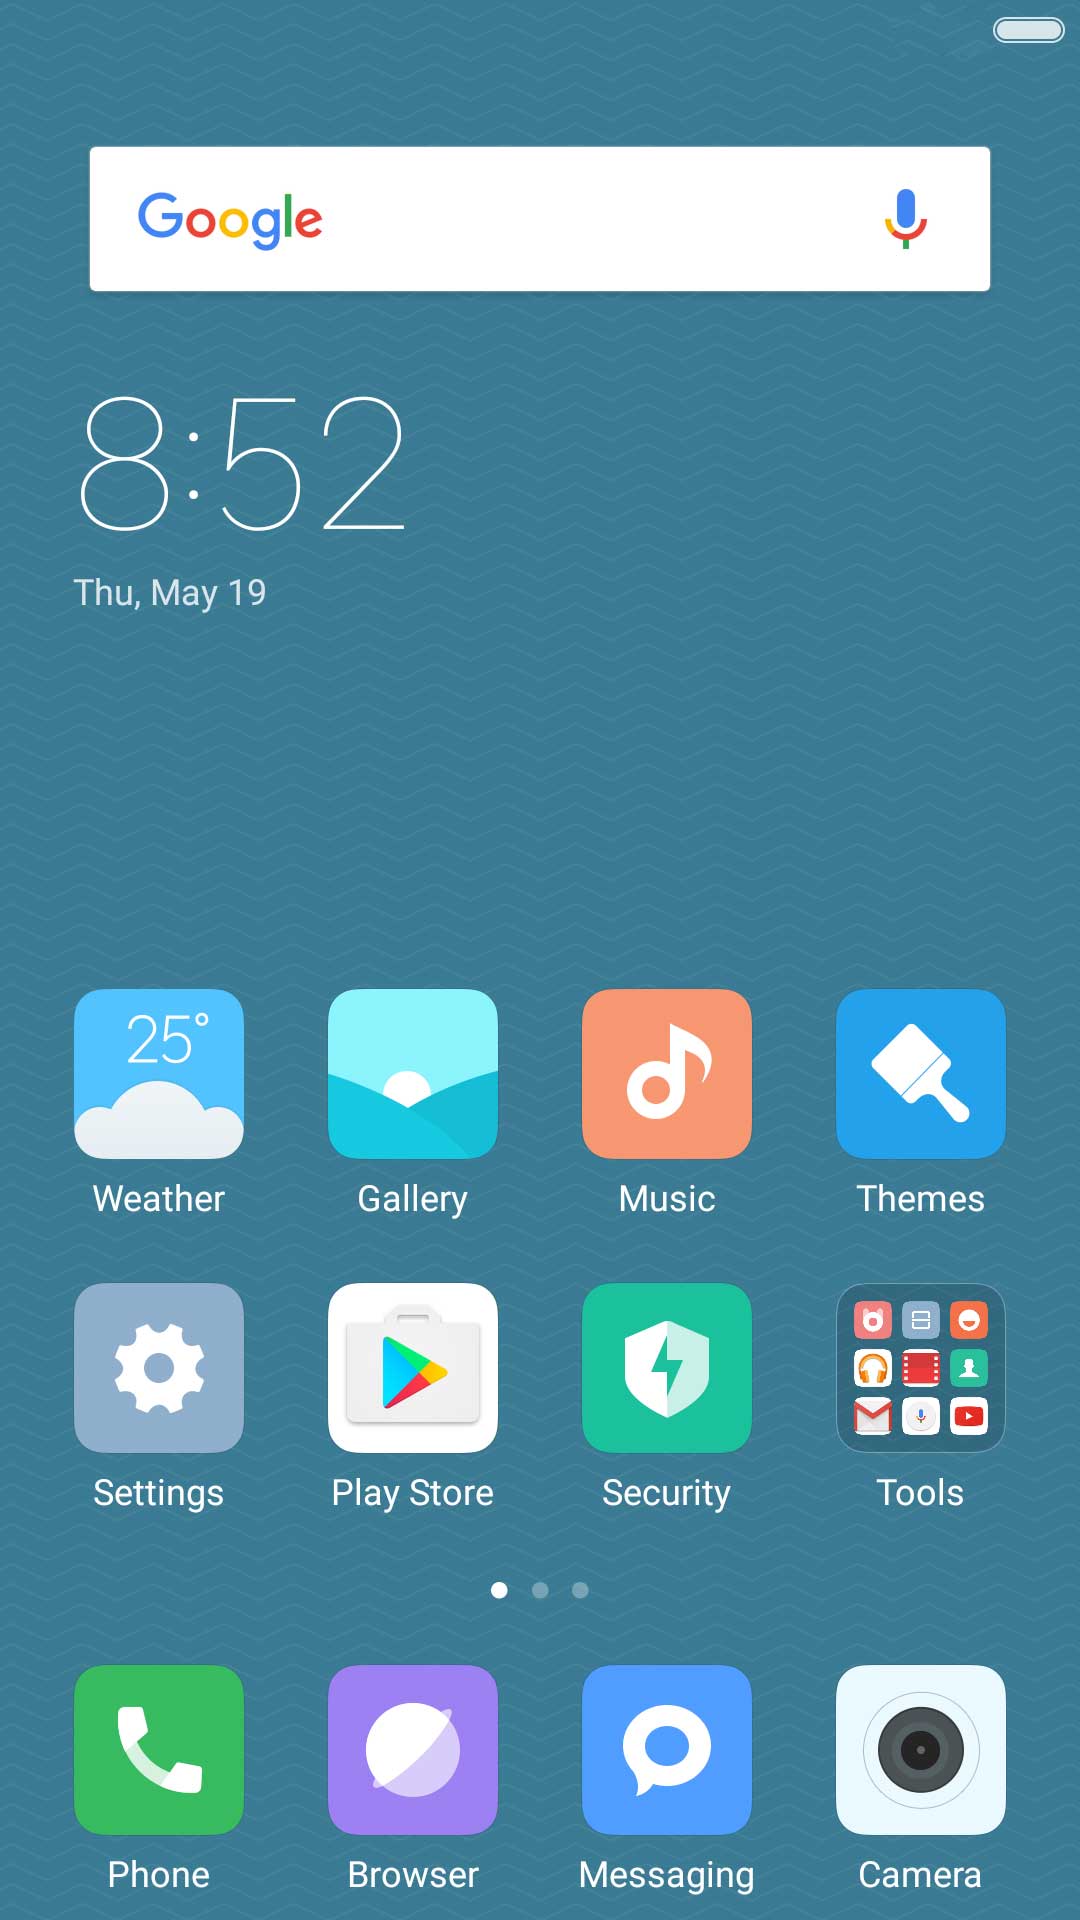 Google
8:52
Thu, May 19
25°
Weather
Gallery
Music
Themes
Settings
Play Store
Security
Tools
Phone
Browser
Messaging
Camera